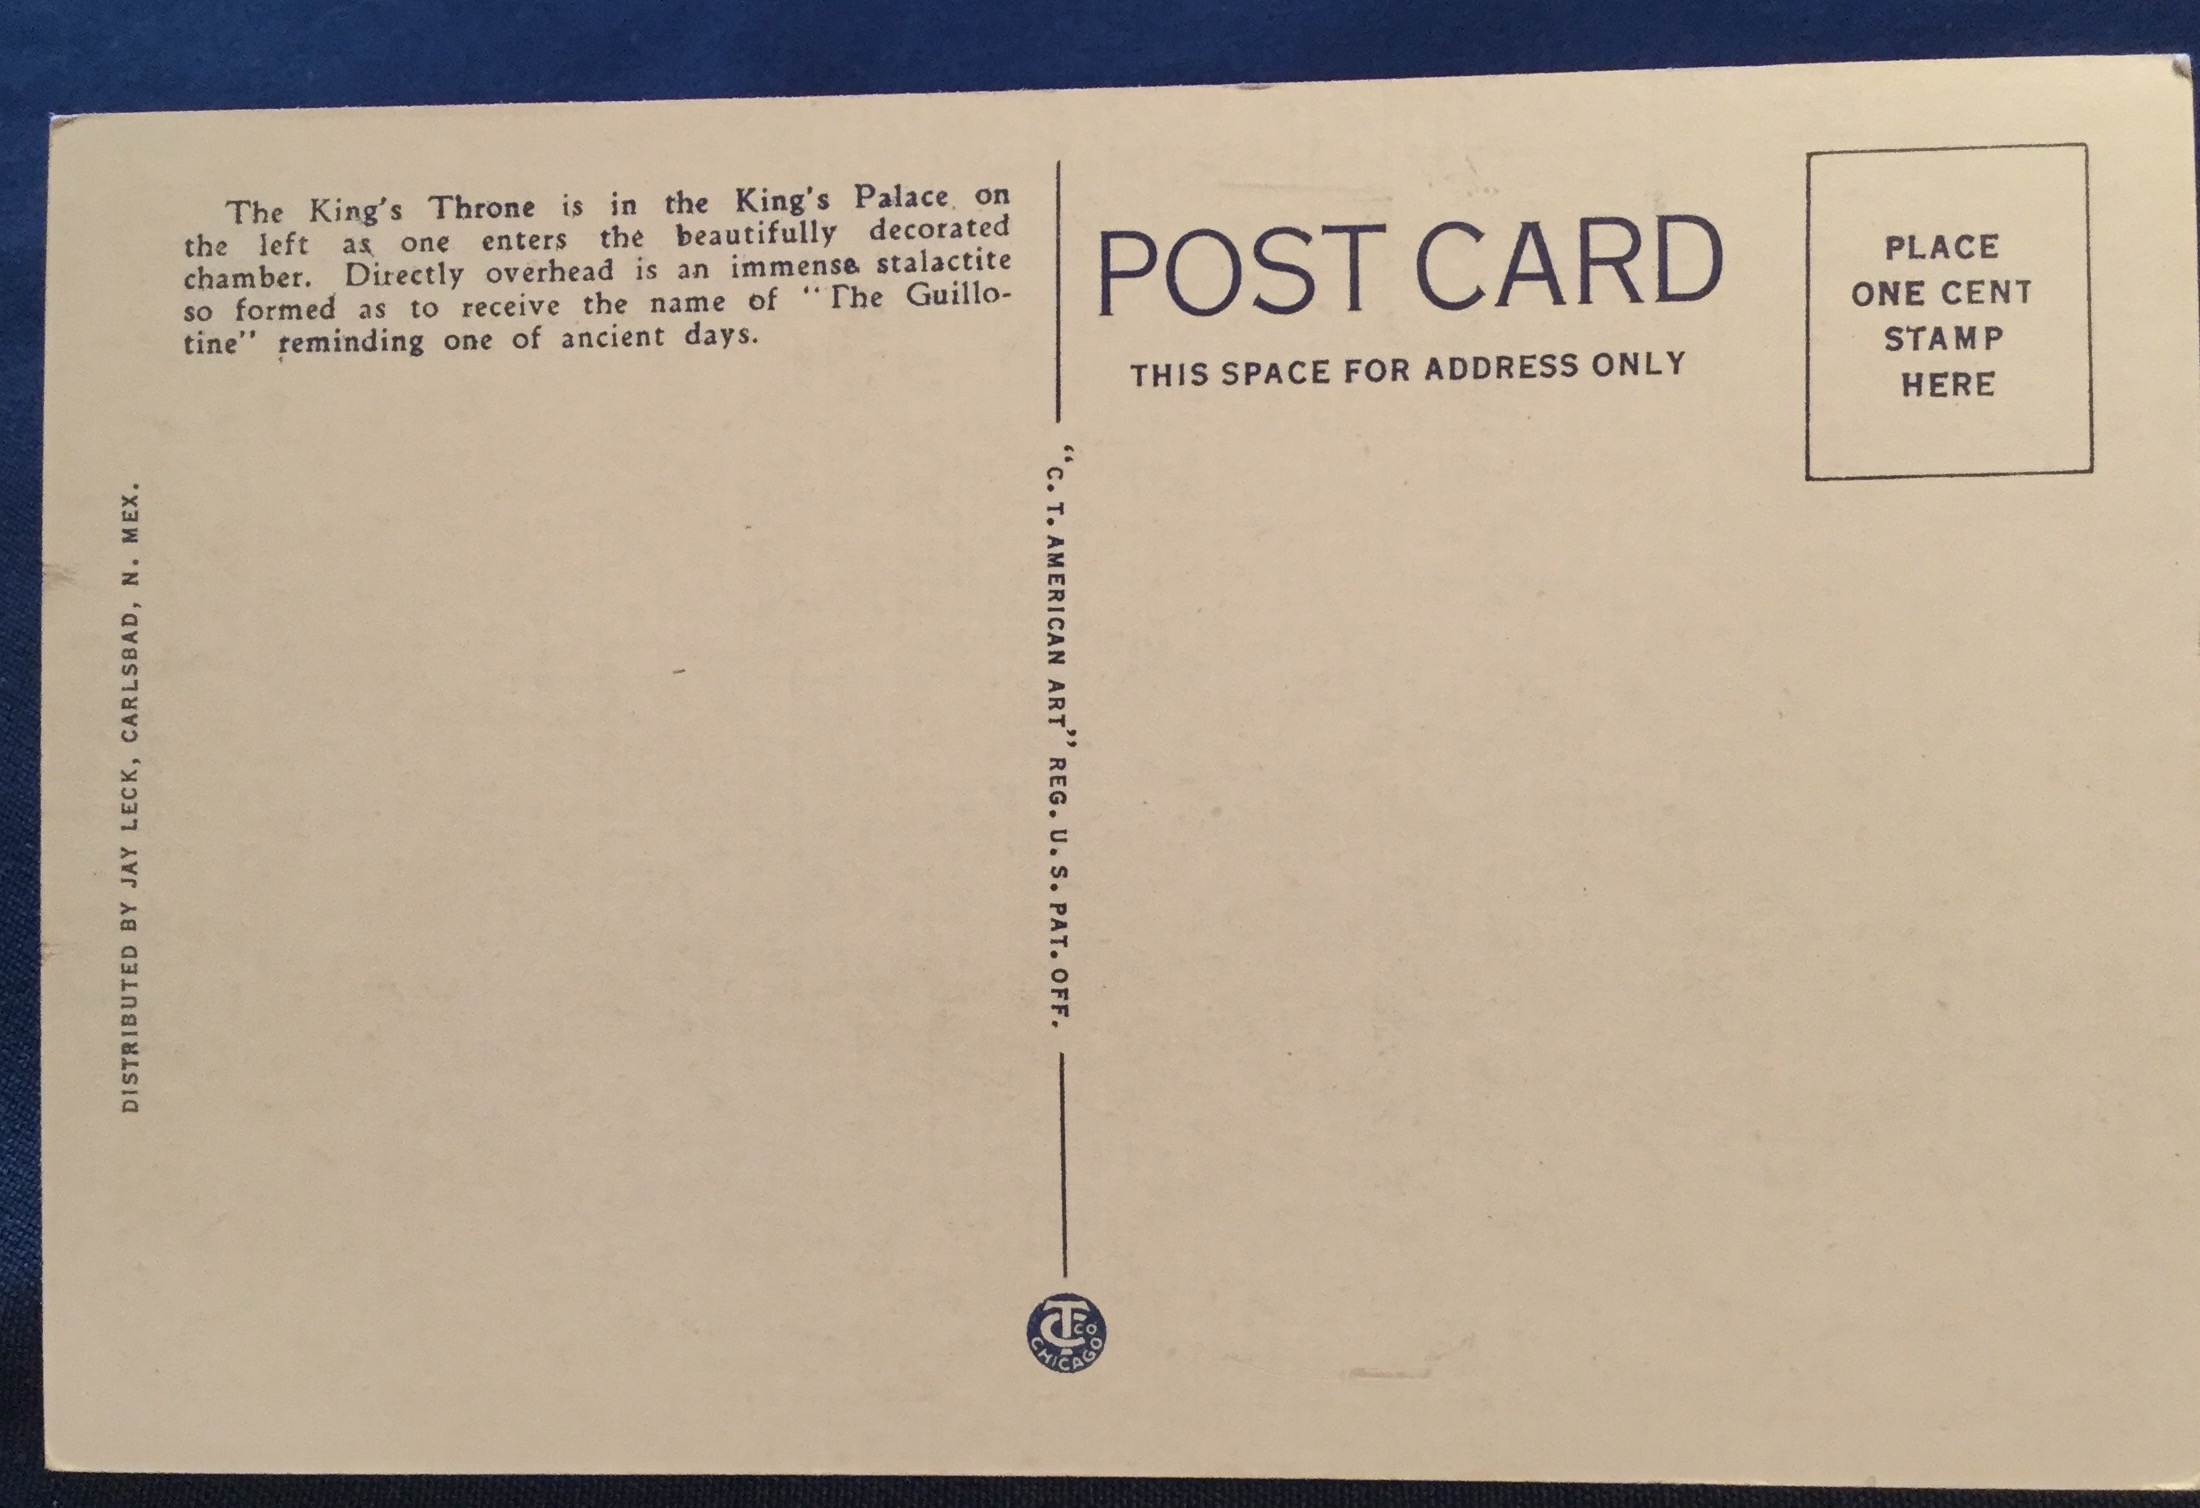 The King's Throne is in the King's Palace, on
the left as one enters the beautifully decorated
chamber. Directly overhead is an immense stalactite
so formed as to receive the name of "The Guillo-
tine" reminding one of ancient days.
DISTRIBUTED BY JAY LECK, CARLSBAD, N. MEX.
"C. T. AMERICAN ART" REG. U. S. PAT. OFF.
CT CO
CHICAGO
POST CARD
THIS SPACE FOR ADDRESS ONLY
PLACE
ONE CENT
STAMP
HERE